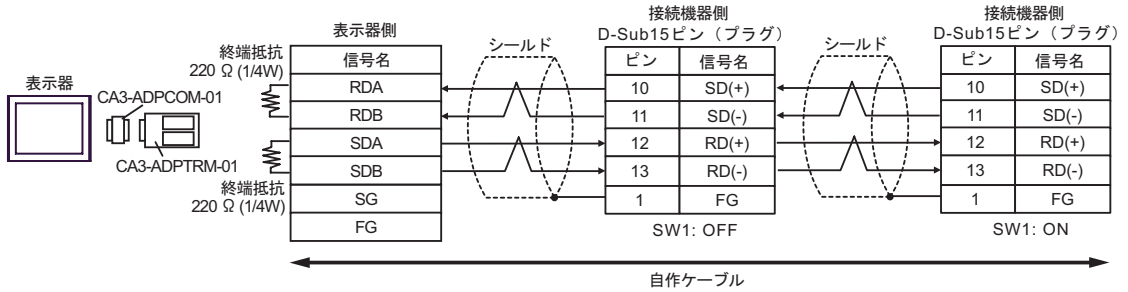 表示器
CA3-ADPCOM-01
CA3-ADPTRM-01
終端抵抗
220 Ω (1/4W)
終端抵抗
220 Ω (1/4W)
表示器側
信号名
RDA
RDB
SDA
SDB
SG
FG
シールド
接続機器側
D-Sub15ピン（プラグ）
ピン 信号名
10 SD(+)
11 SD(-)
12 RD(+)
13 RD(-)
1 FG
SW1: OFF
シールド
接続機器側
D-Sub15ピン（プラグ）
ピン 信号名
10 SD(+)
11 SD(-)
12 RD(+)
13 RD(-)
1 FG
SW1: ON
自作ケーブル